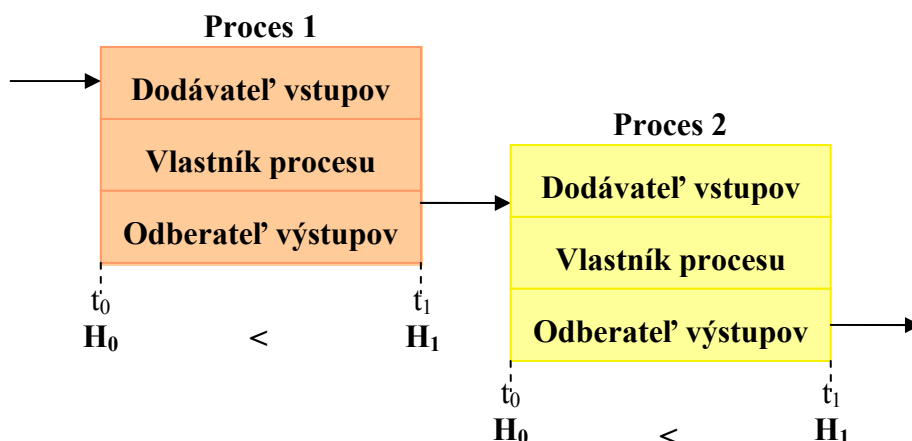 Proces 1
Dodávateľ vstupov
Vlastník procesu
Odberateľ výstupov
t₀ t₁
H₀ < H₁
Proces 2
Dodávateľ vstupov
Vlastník procesu
Odberateľ výstupov
t₀ t₁
H₀ < H₁